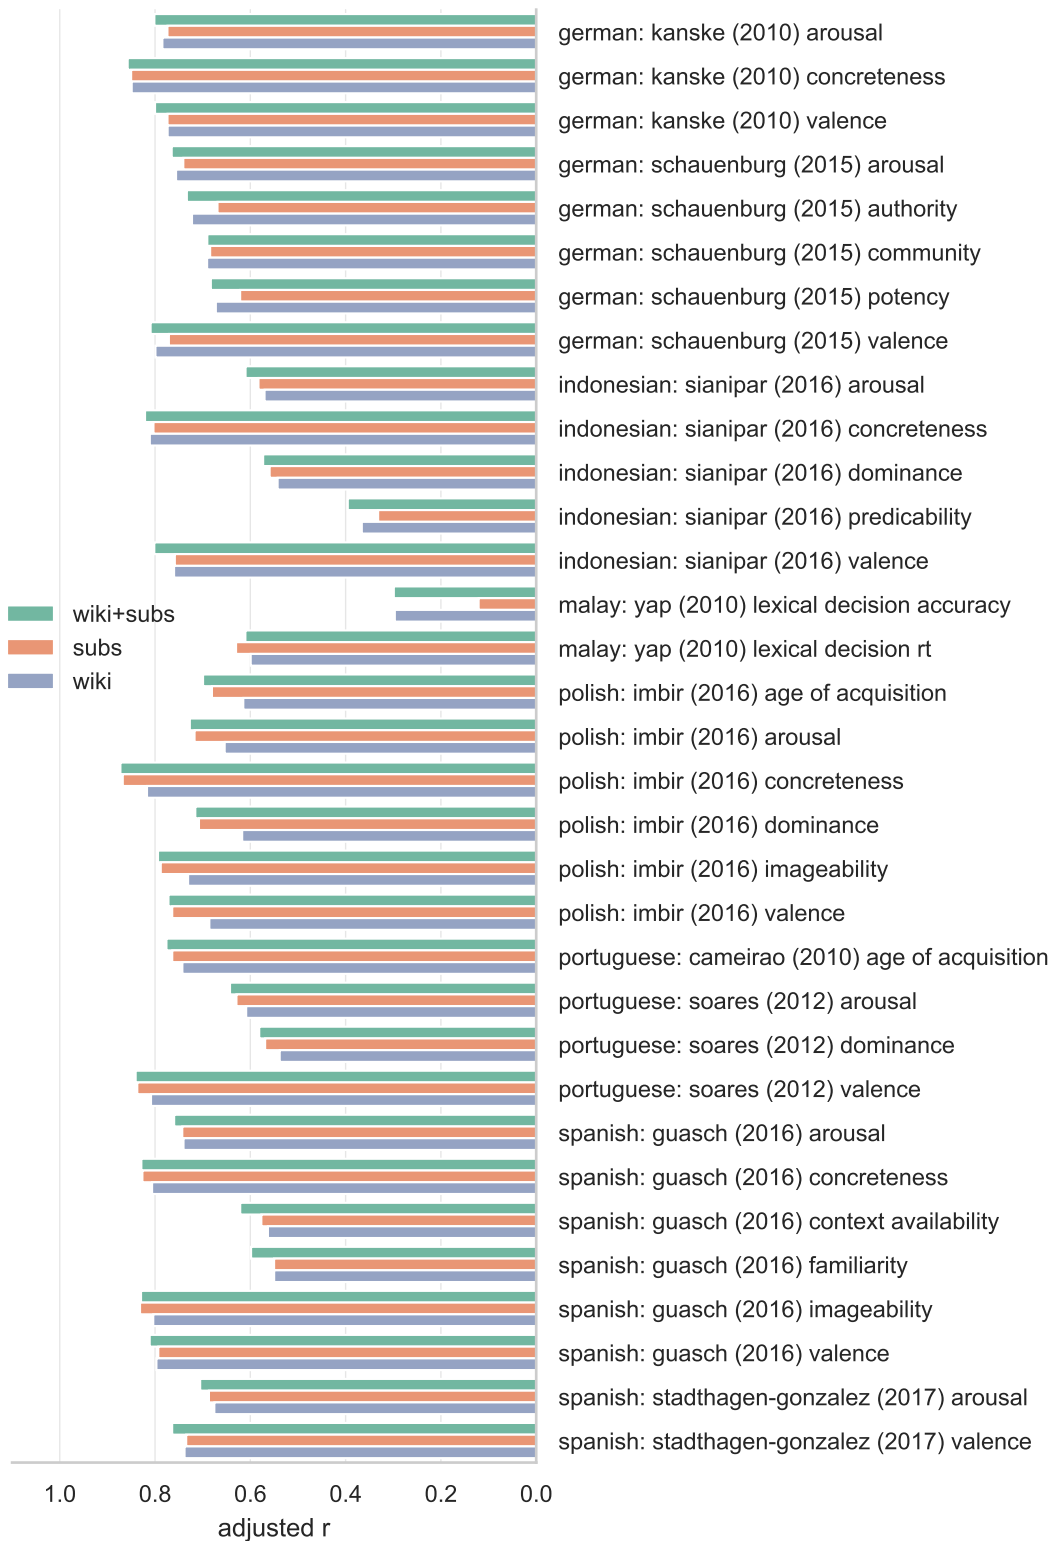 german: kanske (2010) arousal
german: kanske (2010) concreteness
german: kanske (2010) valence
german: schauenburg (2015) arousal
german: schauenburg (2015) authority
german: schauenburg (2015) community
german: schauenburg (2015) potency
german: schauenburg (2015) valence
indonesian: sianipar (2016) arousal
indonesian: sianipar (2016) concreteness
indonesian: sianipar (2016) dominance
indonesian: sianipar (2016) predicability
indonesian: sianipar (2016) valence
malay: yap (2010) lexical decision accuracy
malay: yap (2010) lexical decision rt
polish: imbir (2016) age of acquisition
polish: imbir (2016) arousal
polish: imbir (2016) concreteness
polish: imbir (2016) dominance
polish: imbir (2016) imageability
polish: imbir (2016) valence
portuguese: cameirao (2010) age of acquisition
portuguese: soares (2012) arousal
portuguese: soares (2012) dominance
portuguese: soares (2012) valence
spanish: guasch (2016) arousal
spanish: guasch (2016) concreteness
spanish: guasch (2016) context availability
spanish: guasch (2016) familiarity
spanish: guasch (2016) imageability
spanish: guasch (2016) valence
spanish: stadthagen-gonzalez (2017) arousal
spanish: stadthagen-gonzalez (2017) valence
wiki+subs
subs
wiki
1.0 0.8 0.6 0.4 0.2 0.0
adjusted r